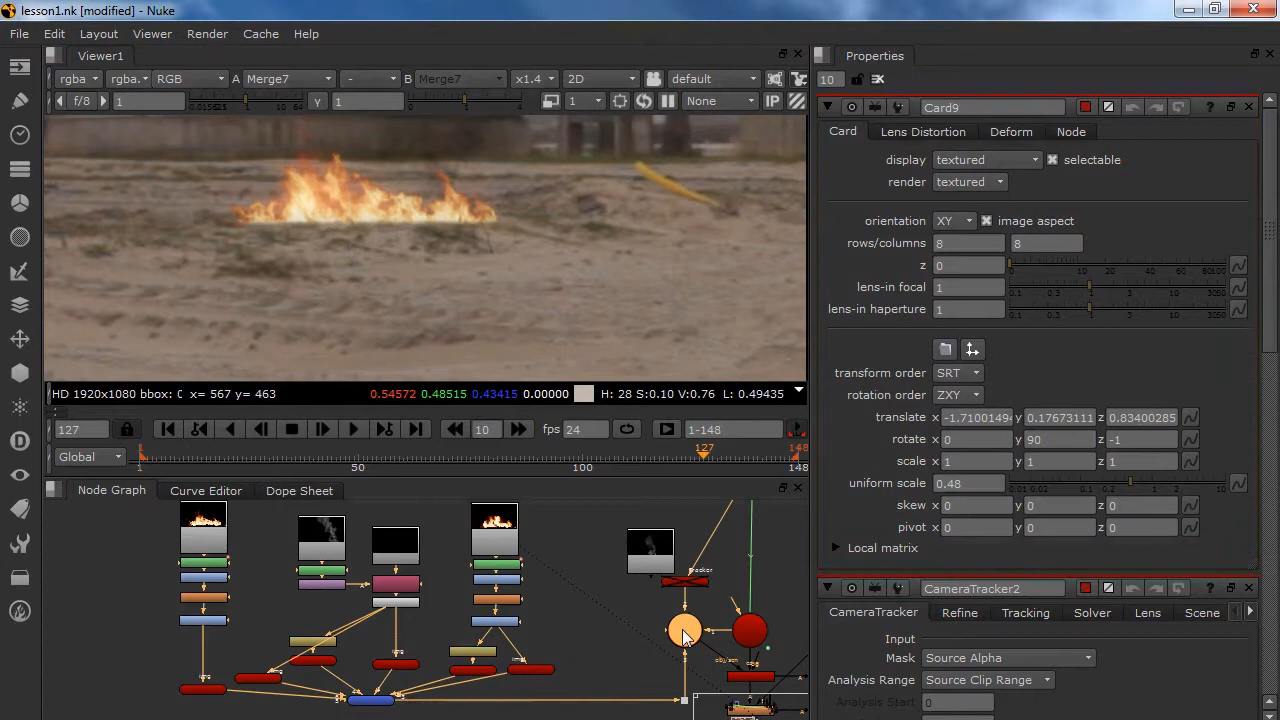 lesson1.nk [modified] - Nuke
File Edit Layout Viewer Render Cache Help
Viewer1
rgba rgba. RGB A Merge7 - B Merge7 x1.4 2D default
f/8 1 γ 1 1 None IP
HD 1920x1080 bbox: 0 x= 567 y= 463 0.54572 0.48515 0.43415 0.00000 H: 28 S:0.10 V:0.76 L: 0.49435
127 10 fps 24 1-148
Global 1 50 100 127 148 148
Node Graph Curve Editor Dope Sheet
Properties
10
Card9
Card Lens Distortion Deform Node
display textured selectable
render textured
orientation XY image aspect
rows/columns 8 8
z 0
lens-in focal 1
lens-in haperture 1
transform order SRT
rotation order ZXY
translate x -1.7100149 y 0.17673111 z 0.83400285
rotate x 0 y 90 z -1
scale x 1 y 1 z 1
uniform scale 0.48
skew x 0 y 0 z 0
pivot x 0 y 0 z 0
Local matrix
CameraTracker2
CameraTracker Refine Tracking Solver Lens Scene
Input
Mask Source Alpha
Analysis Range Source Clip Range
Analysis Start 0